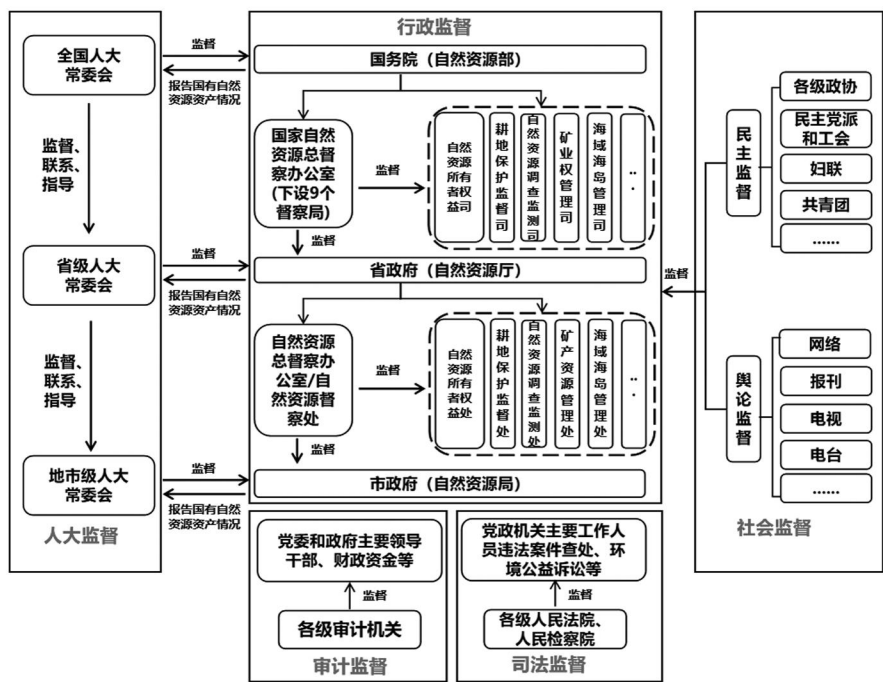 全国人大
常委会
监督
报告国有自然
资源资产情况
监督、
联系、
指导
省级人大
常委会
监督
报告国有自然
资源资产情况
监督、
联系、
指导
地市级人大
常委会
监督
报告国有自然
资源资产情况
人大监督
行政监督
国务院（自然资源部）
国家自然
资源总督
察办公室
(下设9个
督察局)
监督
自然资源所有者权益司
耕地保护监督司
自然资源调查监测司
矿业权管理司
海域海岛管理司
...
监督
省政府（自然资源厅）
自然资源
总督察办
公室/自
然资源督
察处
监督
自然资源所有者权益处
耕地保护监督处
自然资源调查监测处
矿产资源管理处
海域海岛管理处
...
监督
市政府（自然资源局）
党委和政府主要领导
干部、财政资金等
监督
各级审计机关
审计监督
党政机关主要工作人
员违法案件查处、环
境公益诉讼等
监督
各级人民法院、
人民检察院
司法监督
监督
民主监督
各级政协
民主党派
和工会
妇联
共青团
......
舆论监督
网络
报刊
电视
电台
......
社会监督